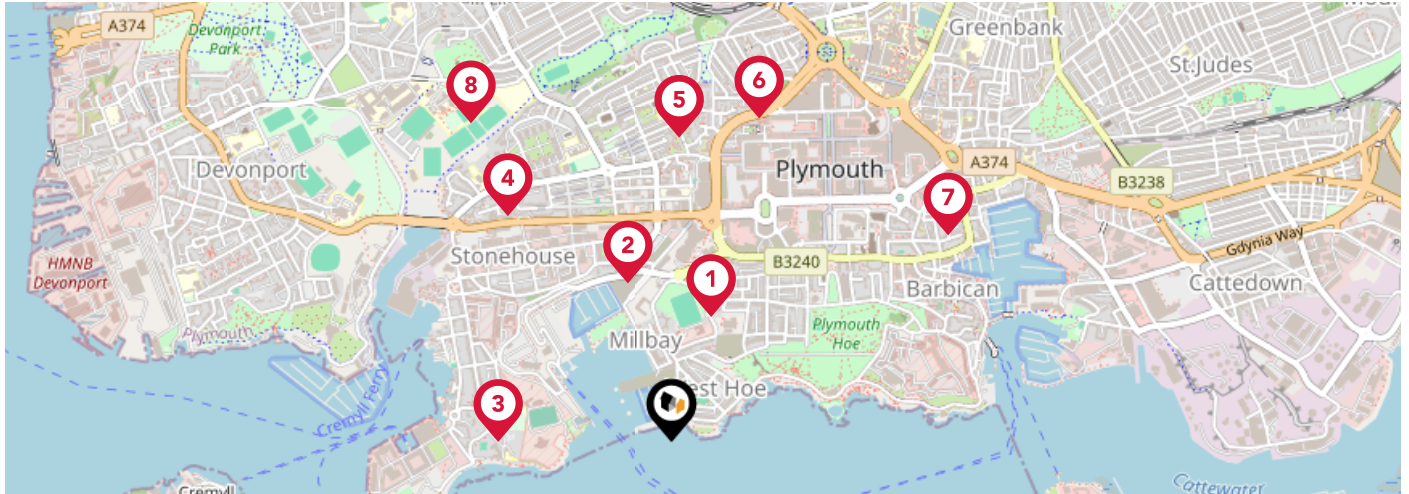 A374
Devonport
Park
Greenbank
St.Judes
8
5
6
Devonport
4
Plymouth
A374
B3238
7
HMNB
Devonport
Stonehouse
2
1
B3240
Gdynia Way
Barbican
Cattedown
Plymouth
Plymouth
Hoe
Millbay
est Hoe
Cremyll Ferry
3
Cremyll
Cattewater